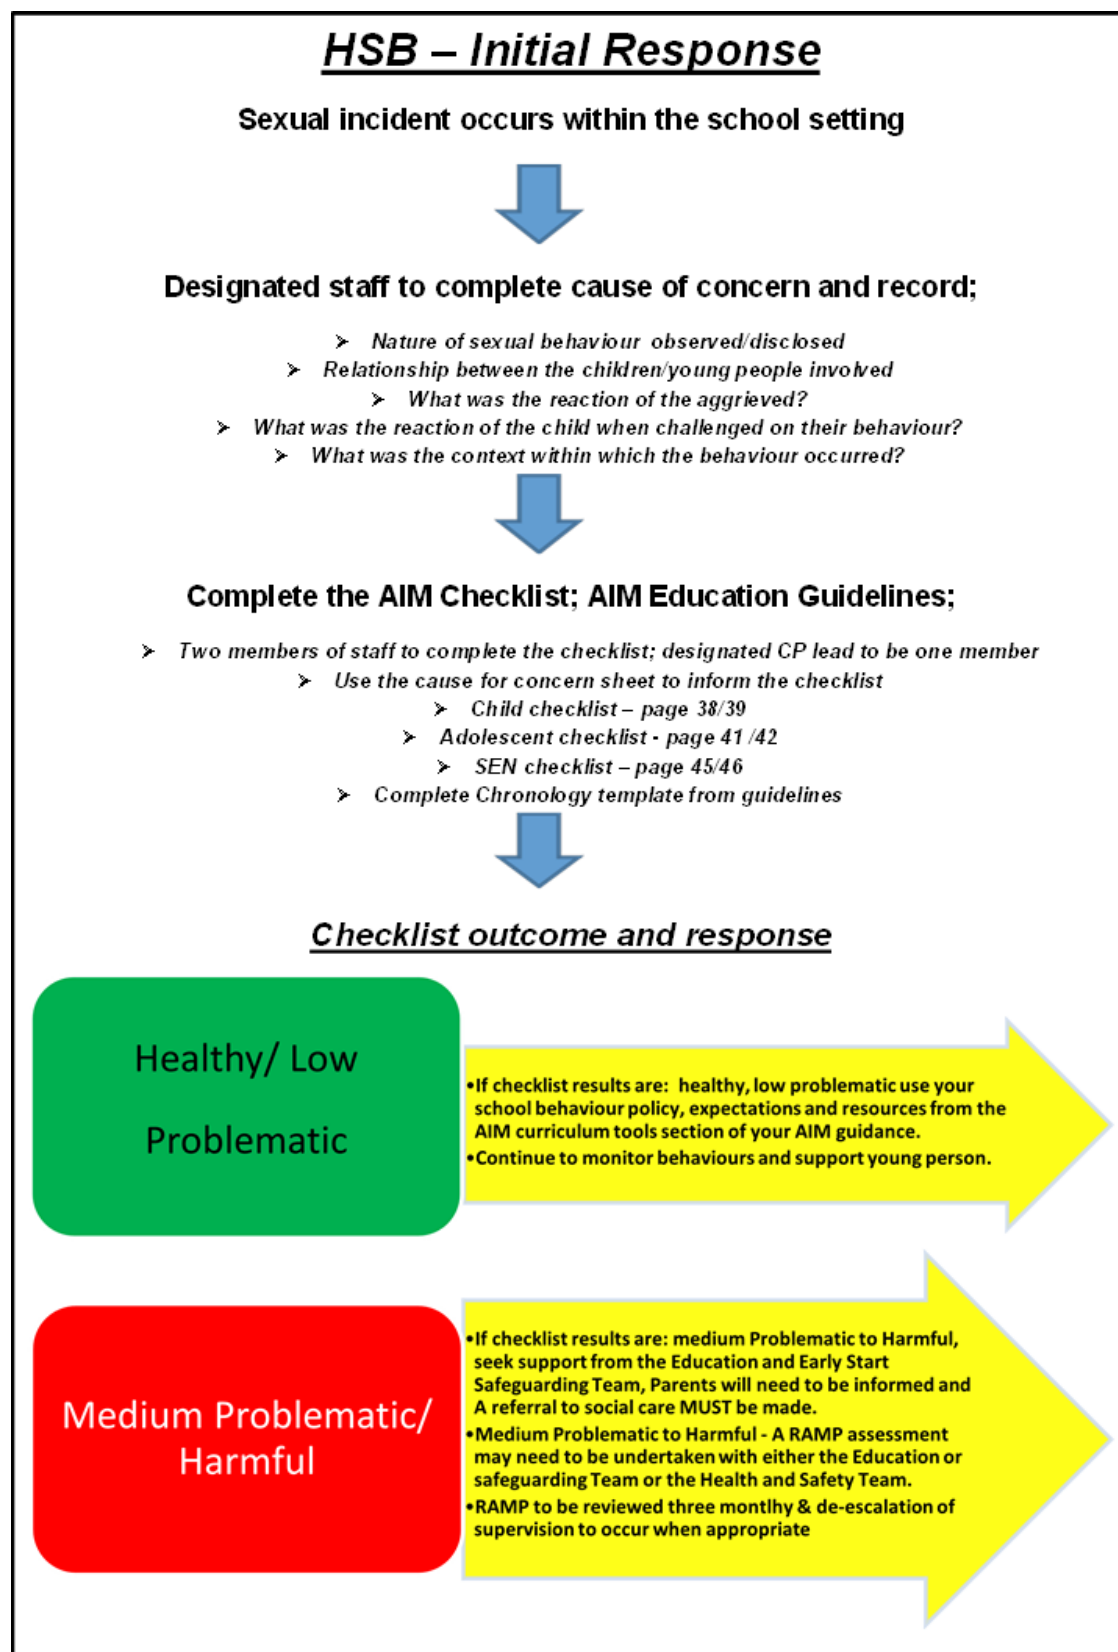 HSB – Initial Response
Sexual incident occurs within the school setting
Designated staff to complete cause of concern and record;
➢ Nature of sexual behaviour observed/disclosed
➢ Relationship between the children/young people involved
➢ What was the reaction of the aggrieved?
➢ What was the reaction of the child when challenged on their behaviour?
➢ What was the context within which the behaviour occurred?
Complete the AIM Checklist; AIM Education Guidelines;
➢ Two members of staff to complete the checklist; designated CP lead to be one member
➢ Use the cause for concern sheet to inform the checklist
➢ Child checklist – page 38/39
➢ Adolescent checklist - page 41 /42
➢ SEN checklist – page 45/46
➢ Complete Chronology template from guidelines
Checklist outcome and response
Healthy/ Low
Problematic
•If checklist results are: healthy, low problematic use your
school behaviour policy, expectations and resources from the
AIM curriculum tools section of your AIM guidance.
•Continue to monitor behaviours and support young person.
Medium Problematic/
Harmful
•If checklist results are: medium Problematic to Harmful,
seek support from the Education and Early Start
Safeguarding Team, Parents will need to be informed and
A referral to social care MUST be made.
•Medium Problematic to Harmful - A RAMP assessment
may need to be undertaken with either the Education or
safeguarding Team or the Health and Safety Team.
•RAMP to be reviewed three montlhy & de-escalation of
supervision to occur when appropriate